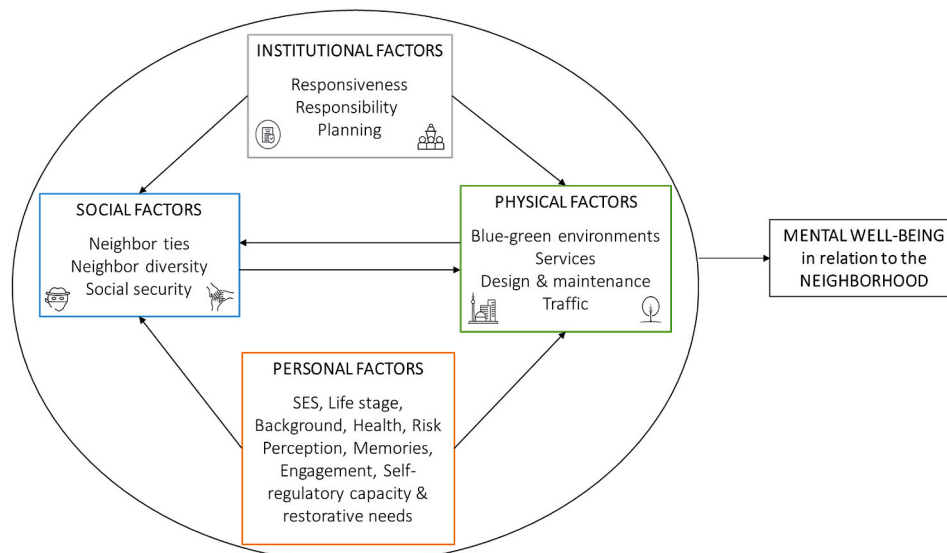 INSTITUTIONAL FACTORS
Responsiveness
Responsibility
Planning
SOCIAL FACTORS
Neighbor ties
Neighbor diversity
Social security
PHYSICAL FACTORS
Blue-green environments
Services
Design & maintenance
Traffic
MENTAL WELL-BEING
in relation to the
NEIGHBORHOOD
PERSONAL FACTORS
SES, Life stage,
Background, Health, Risk
Perception, Memories,
Engagement, Self-
regulatory capacity &
restorative needs